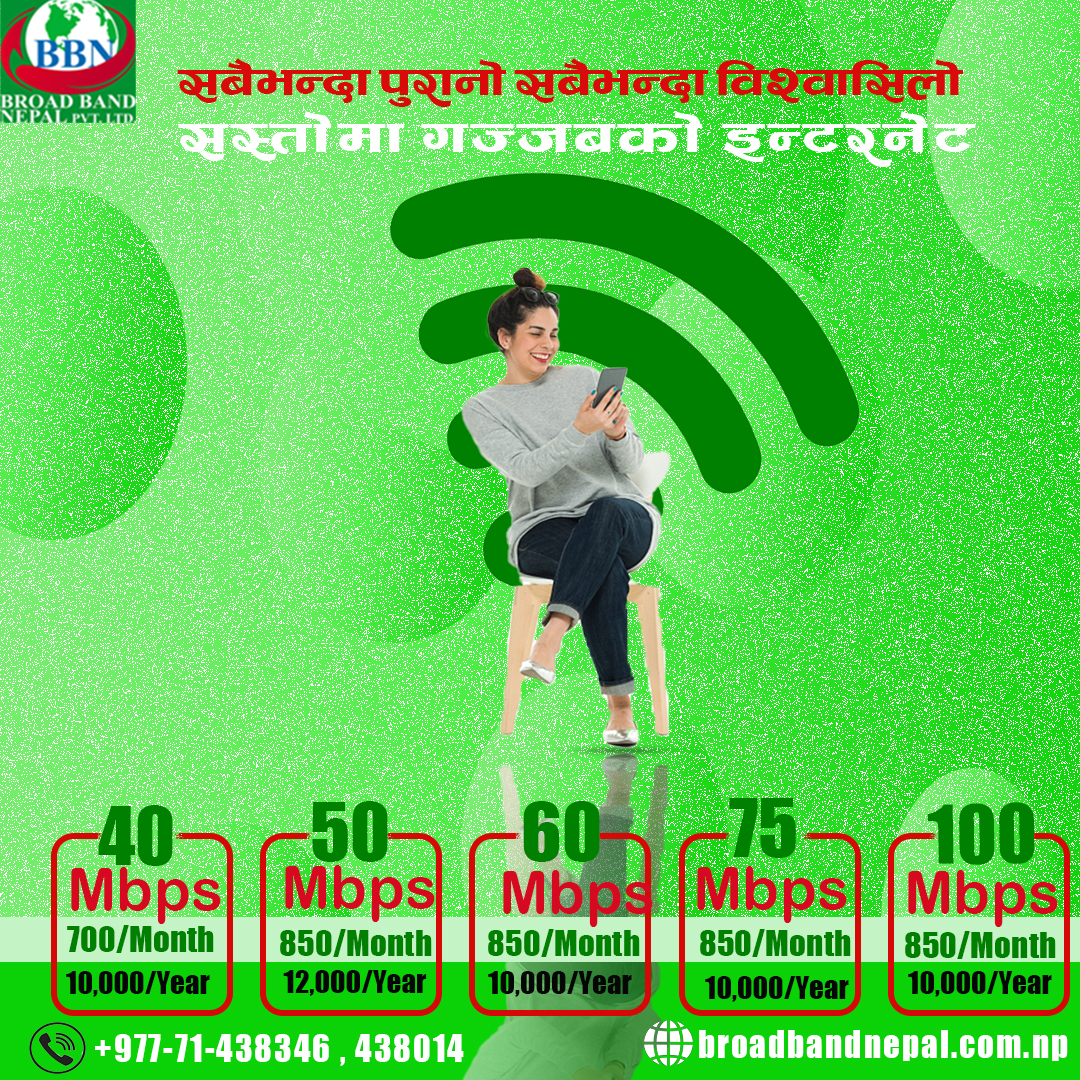 BBN
BROAD BAND
NEPAL PVT. LTD
सबैभन्दा पुरानो सबैभन्दा विश्वासिलो
सस्तोमा गज्जबको इन्टरनेट
40
Mbps
700/Month
10,000/Year
50
Mbps
850/Month
12,000/Year
60
Mbps
850/Month
10,000/Year
75
Mbps
850/Month
10,000/Year
100
Mbps
850/Month
10,000/Year
+977-71-438346 , 438014
broadbandnepal.com.np